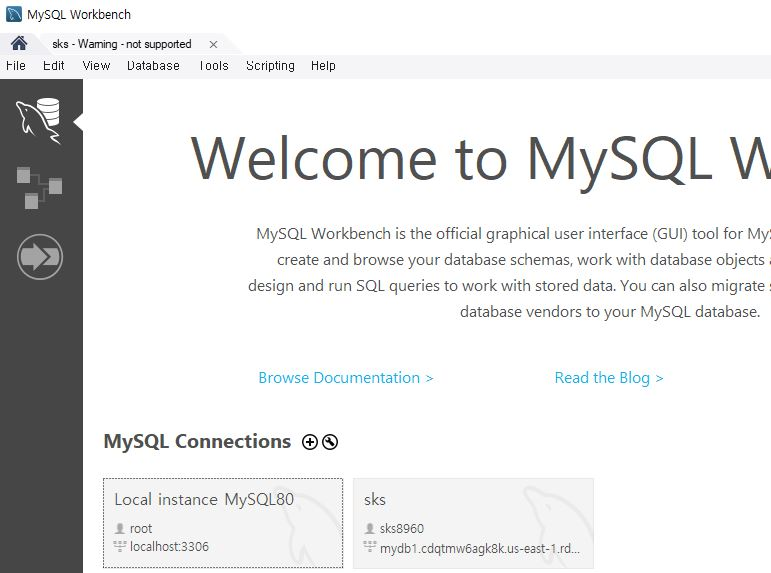 MySQL Workbench
sks - Warning - not supported
File Edit View Database Tools Scripting Help
Welcome to MySQL W
MySQL Workbench is the official graphical user interface (GUI) tool for MyS
create and browse your database schemas, work with database objects a
design and run SQL queries to work with stored data. You can also migrate s
database vendors to your MySQL database.
Browse Documentation > Read the Blog >
MySQL Connections
Local instance MySQL80
root
localhost:3306
sks
sks8960
mydb1.cdqtmw6agk8k.us-east-1.rd...